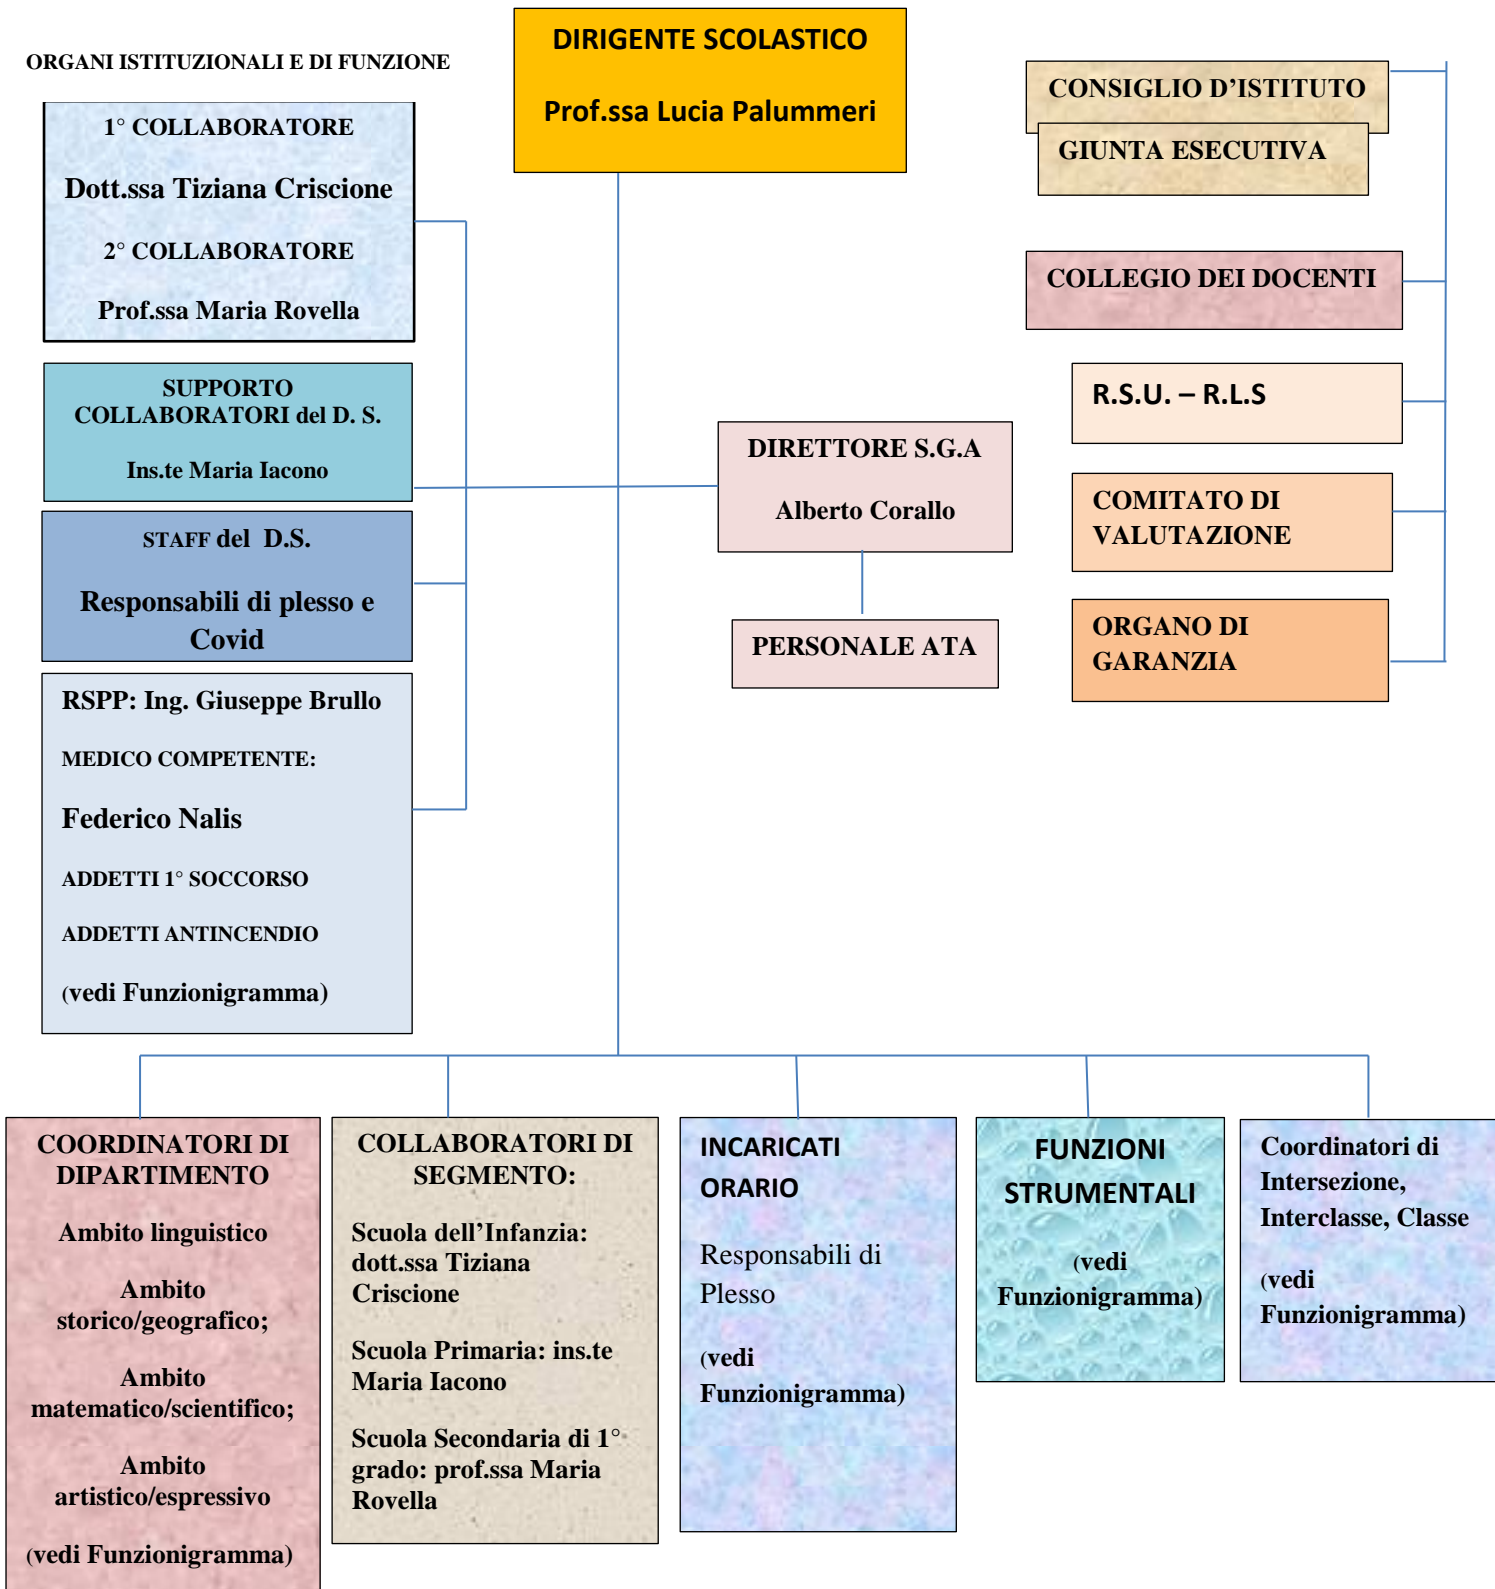 DIRIGENTE SCOLASTICO
Prof.ssa Lucia Palummeri
ORGANI ISTITUZIONALI E DI FUNZIONE
1° COLLABORATORE
Dott.ssa Tiziana Criscione
2° COLLABORATORE
Prof.ssa Maria Rovella
SUPPORTO
COLLABORATORI del D. S.
Ins.te Maria Iacono
STAFF del D.S.
Responsabili di plesso e
Covid
RSPP: Ing. Giuseppe Brullo
MEDICO COMPETENTE:
Federico Nalis
ADDETTI 1° SOCCORSO
ADDETTI ANTINCENDIO
(vedi Funzionigramma)
DIRETTORE S.G.A
Alberto Corallo
PERSONALE ATA
CONSIGLIO D’ISTITUTO
GIUNTA ESECUTIVA
COLLEGIO DEI DOCENTI
R.S.U. – R.L.S
COMITATO DI
VALUTAZIONE
ORGANO DI
GARANZIA
COORDINATORI DI
DIPARTIMENTO
Ambito linguistico
Ambito
storico/geografico;
Ambito
matematico/scientifico;
Ambito
artistico/espressivo
(vedi Funzionigramma)
COLLABORATORI DI
SEGMENTO:
Scuola dell’Infanzia:
dott.ssa Tiziana
Criscione
Scuola Primaria: ins.te
Maria Iacono
Scuola Secondaria di 1°
grado: prof.ssa Maria
Rovella
INCARICATI
ORARIO
Responsabili di
Plesso
(vedi
Funzionigramma)
FUNZIONI
STRUMENTALI
(vedi
Funzionigramma)
Coordinatori di
Intersezione,
Interclasse, Classe
(vedi
Funzionigramma)